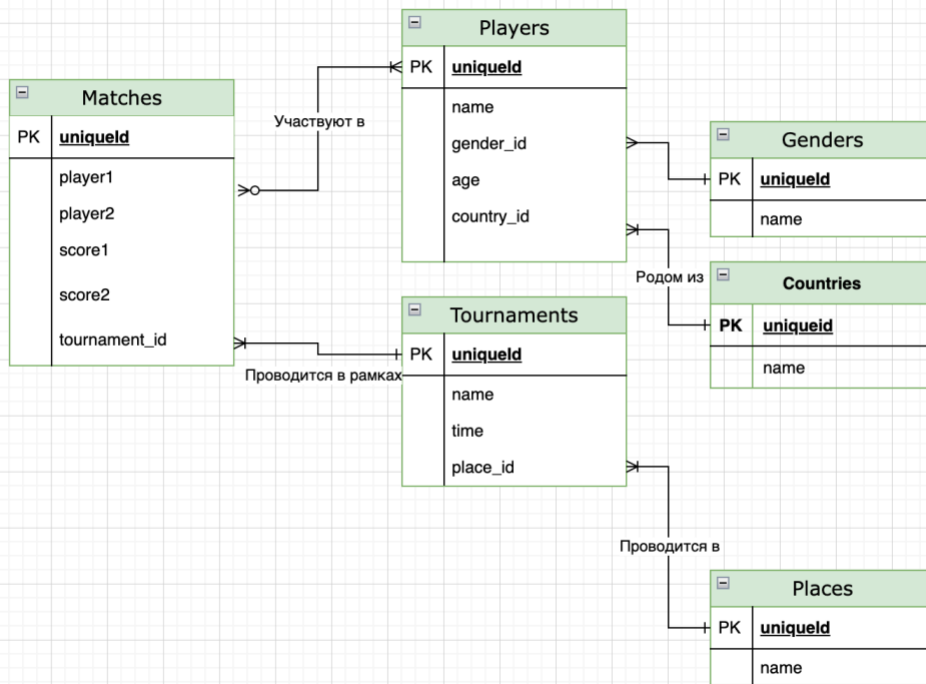 Players
PK uniqueId
name
gender_id
age
country_id
Matches
PK uniqueId
player1
player2
score1
score2
tournament_id
Участвуют в
Genders
PK uniqueId
name
Родом из
Countries
PK uniqueid
name
Tournaments
PK uniqueId
name
time
place_id
Проводится в рамках
Проводится в
Places
PK uniqueId
name